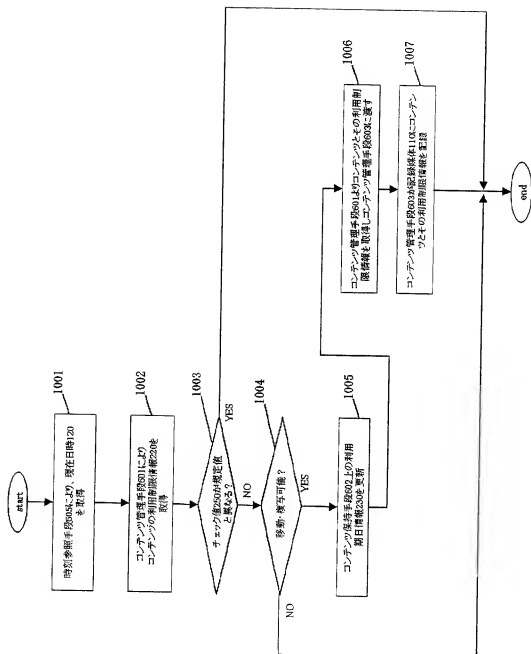 start
1001
時刻参照手段605により、現在日時120
を取得
1002
コンテンツ管理手段601により
コンテンツの利用制限情報220を
取得
1003
チェック値250が規定値
と異なる?
YES
NO
1004
移動・複写可能?
NO
YES
1005
コンテンツ保持手段602上の利用
期日情報230を更新
1006
コンテンツ管理手段601よりコンテンツとその利用制
限情報を取得しコンテンツ管理手段603に渡す
1007
コンテンツ管理手段603が記録媒体110にコンテン
ツとその利用制限情報を記録
end